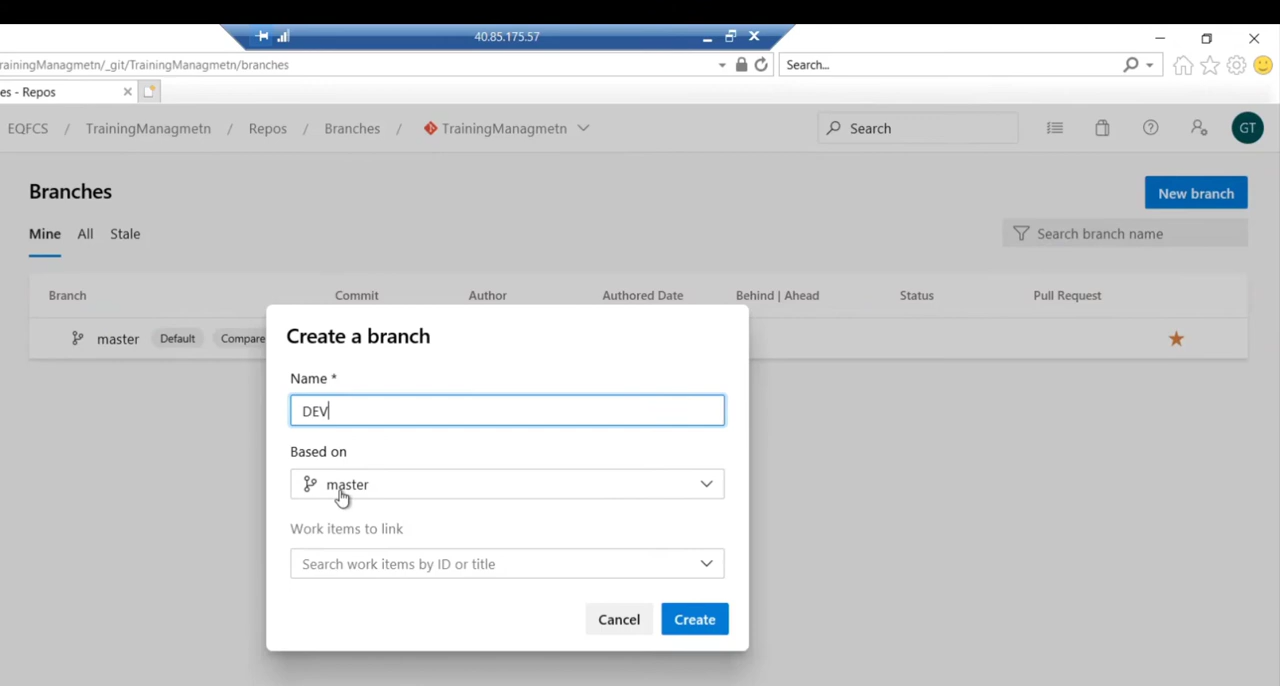 40.85.175.57
rainingManagmetn/_git/TrainingManagmetn/branches
Search...
es - Repos
EQFCS / TrainingManagmetn / Repos / Branches / TrainingManagmetn
Search
GT
Branches
New branch
Mine All Stale
Search branch name
Branch Commit Author Authored Date Behind | Ahead Status Pull Request
master Default Compare
Create a branch
Name *
DEV
Based on
master
Work items to link
Search work items by ID or title
Cancel Create